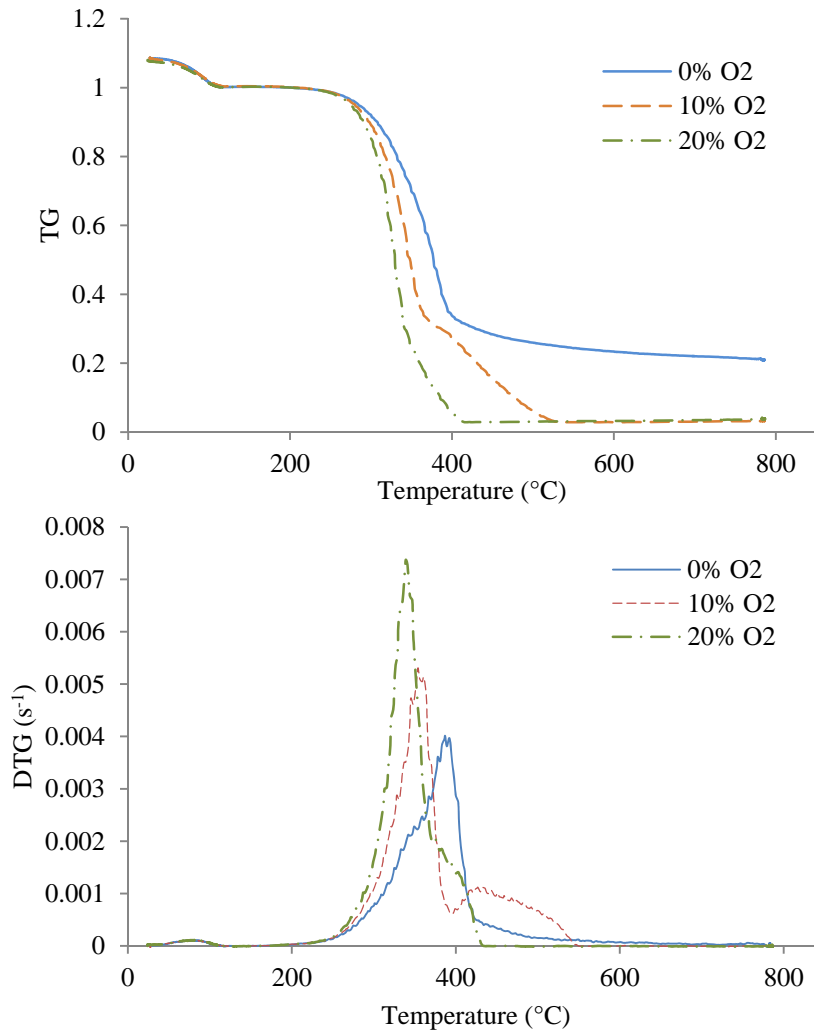 1.2
1
0.8
0.6
0.4
0.2
0
TG
0% O2
10% O2
20% O2
0 200 400 600 800
Temperature (°C)
0.008
0.007
0.006
0.005
0.004
0.003
0.002
0.001
0
DTG (s⁻¹)
0% O2
10% O2
20% O2
0 200 400 600 800
Temperature (°C)